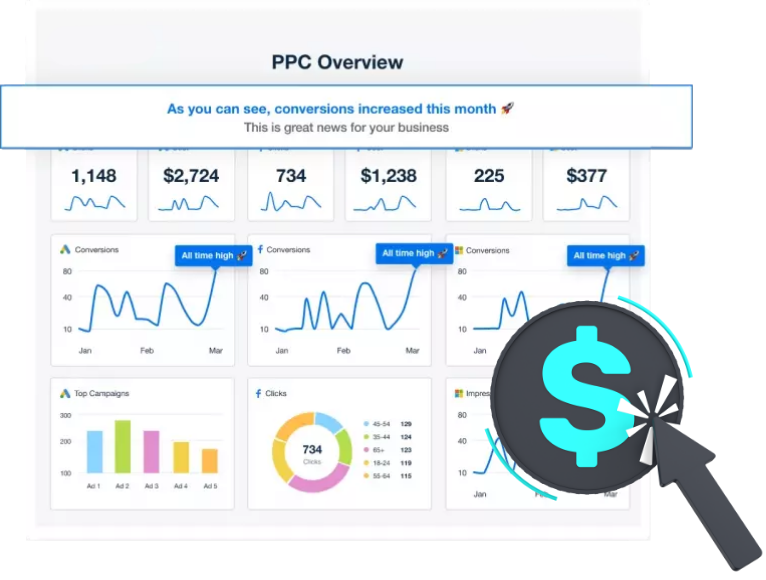 PPC Overview
As you can see, conversions increased this month 🚀
This is great news for your business
1,148 $2,724 734 $1,238 225 $377
Conversions
All time high 🚀
80
40
10
Jan Feb Mar
f Conversions
All time high 🚀
80
40
10
Jan Feb Mar
Conversions
All time high 🚀
80
40
10
Jan
Top Campaigns
300
200
100
Ad 1 Ad 2 Ad 3 Ad 4 Ad 5
f Clicks
734
Clicks
45-54 129
35-44 124
65+ 123
18-24 119
55-64 115
80
40
10
Jan Mar
$